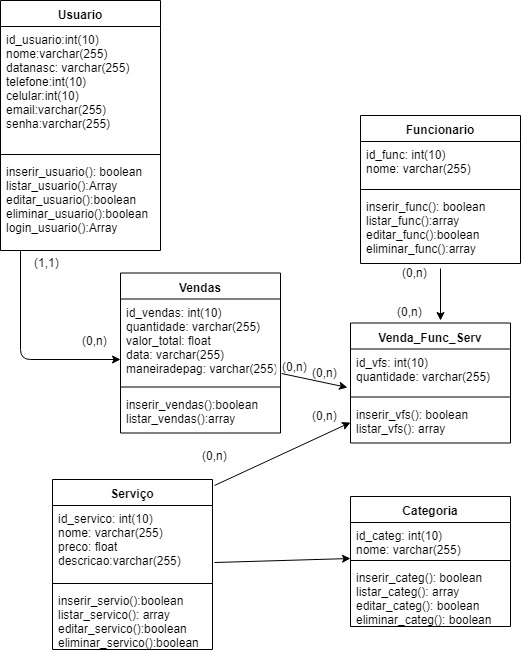 Usuario
id_usuario:int(10)
nome:varchar(255)
datanasc: varchar(255)
telefone:int(10)
celular:int(10)
email:varchar(255)
senha:varchar(255)
inserir_usuario(): boolean
listar_usuario():Array
editar_usuario():boolean
eliminar_usuario():boolean
login_usuario():Array
Funcionario
id_func: int(10)
nome: varchar(255)
inserir_func(): boolean
listar_func():array
editar_func():boolean
eliminar_func():array
(1,1)
(0,n)
(0,n)
(0,n)
Vendas
id_vendas: int(10)
quantidade: varchar(255)
valor_total: float
data: varchar(255)
maneiradepag: varchar(255)
inserir_vendas():boolean
listar_vendas():array
(0,n)
(0,n)
(0,n)
(0,n)
Venda_Func_Serv
id_vfs: int(10)
quantidade: varchar(255)
inserir_vfs(): boolean
listar_vfs(): array
Serviço
id_servico: int(10)
nome: varchar(255)
preco: float
descricao:varchar(255)
inserir_servio():boolean
listar_servico(): array
editar_servico():boolean
eliminar_servico():boolean
Categoria
id_categ: int(10)
nome: varchar(255)
inserir_categ(): boolean
listar_categ(): array
editar_categ(): boolean
eliminar_categ(): boolean